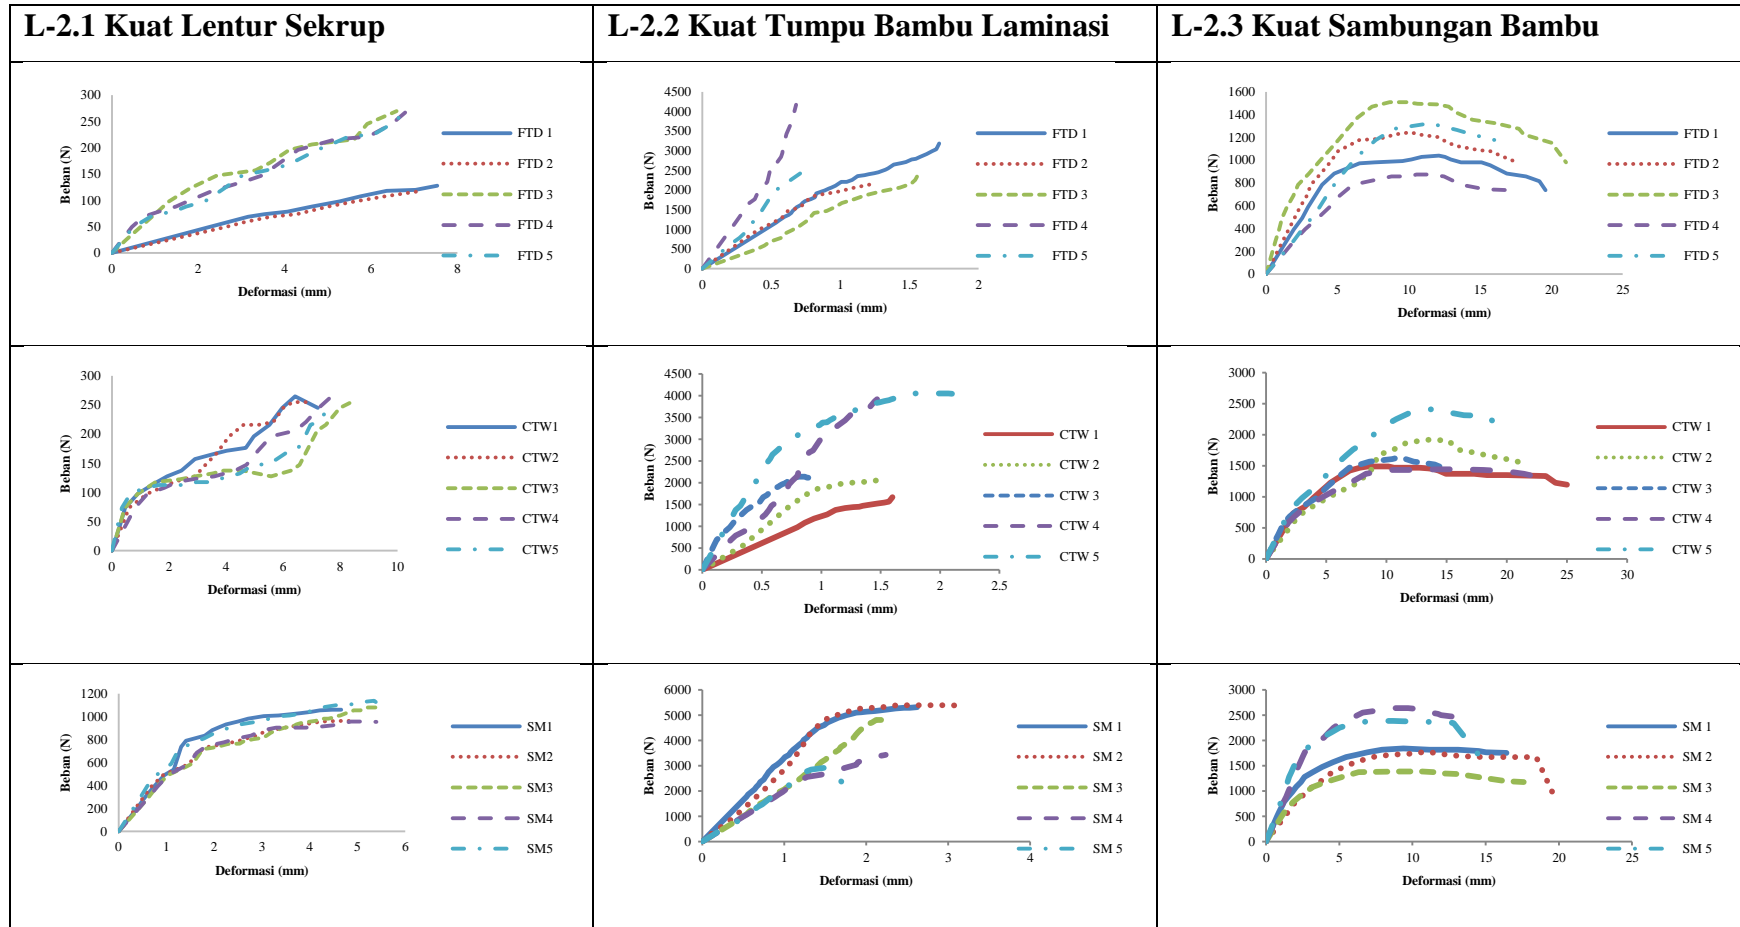 L-2.1 Kuat Lentur Sekrup
L-2.2 Kuat Tumpu Bambu Laminasi
L-2.3 Kuat Sambungan Bambu
300
250
200
150
100
50
0
0 2 4 6 8
Beban (N)
Deformasi (mm)
FTD 1
FTD 2
FTD 3
FTD 4
FTD 5
4500
4000
3500
3000
2500
2000
1500
1000
500
0
0 0.5 1 1.5 2
Beban (N)
Deformasi (mm)
FTD 1
FTD 2
FTD 3
FTD 4
FTD 5
1600
1400
1200
1000
800
600
400
200
0
0 5 10 15 20 25
Beban (N)
Deformasi (mm)
FTD 1
FTD 2
FTD 3
FTD 4
FTD 5
300
250
200
150
100
50
0
0 2 4 6 8 10
Beban (N)
Deformasi (mm)
CTW1
CTW2
CTW3
CTW4
CTW5
4500
4000
3500
3000
2500
2000
1500
1000
500
0
0 0.5 1 1.5 2 2.5
Beban (N)
Deformasi (mm)
CTW 1
CTW 2
CTW 3
CTW 4
CTW 5
3000
2500
2000
1500
1000
500
0
0 5 10 15 20 25 30
Beban (N)
Deformasi (mm)
CTW 1
CTW 2
CTW 3
CTW 4
CTW 5
1200
1000
800
600
400
200
0
0 1 2 3 4 5 6
Beban (N)
Deformasi (mm)
SM1
SM2
SM3
SM4
SM5
6000
5000
4000
3000
2000
1000
0
0 1 2 3 4
Beban (N)
Deformasi (mm)
SM 1
SM 2
SM 3
SM 4
SM 5
3000
2500
2000
1500
1000
500
0
0 5 10 15 20 25
Beban (N)
Deformasi (mm)
SM 1
SM 2
SM 3
SM 4
SM 5